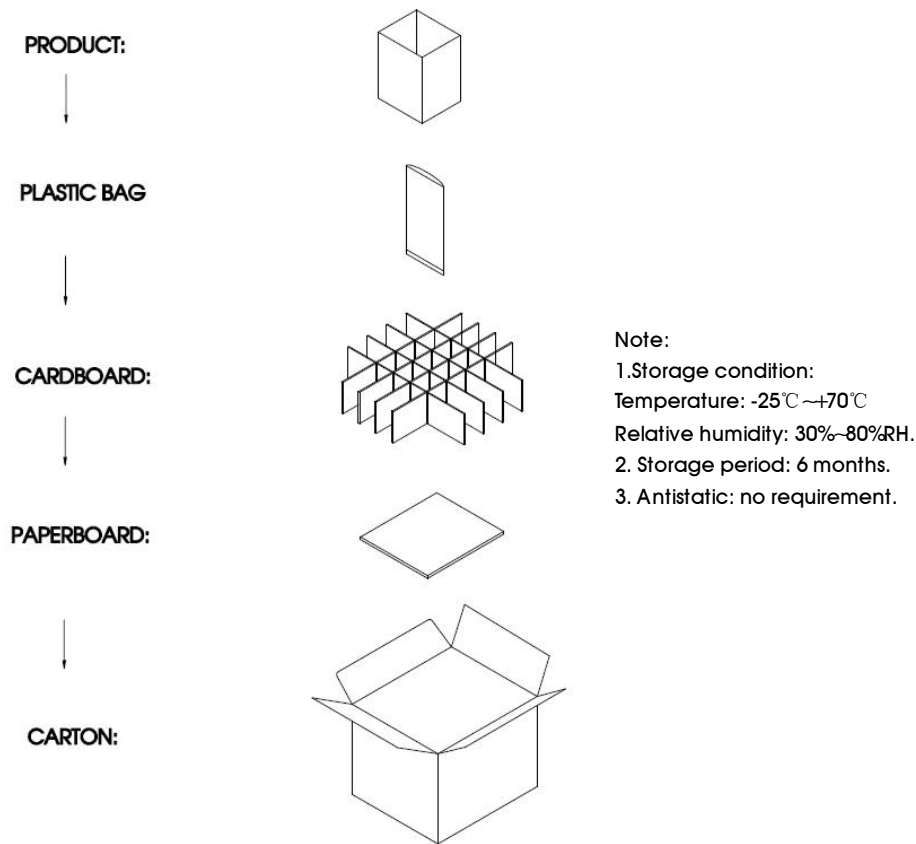 PRODUCT:
PLASTIC BAG
CARDBOARD:
PAPERBOARD:
CARTON:
Note:
1.Storage condition:
Temperature: -25℃~+70℃
Relative humidity: 30%~80%RH.
2. Storage period: 6 months.
3. Antistatic: no requirement.